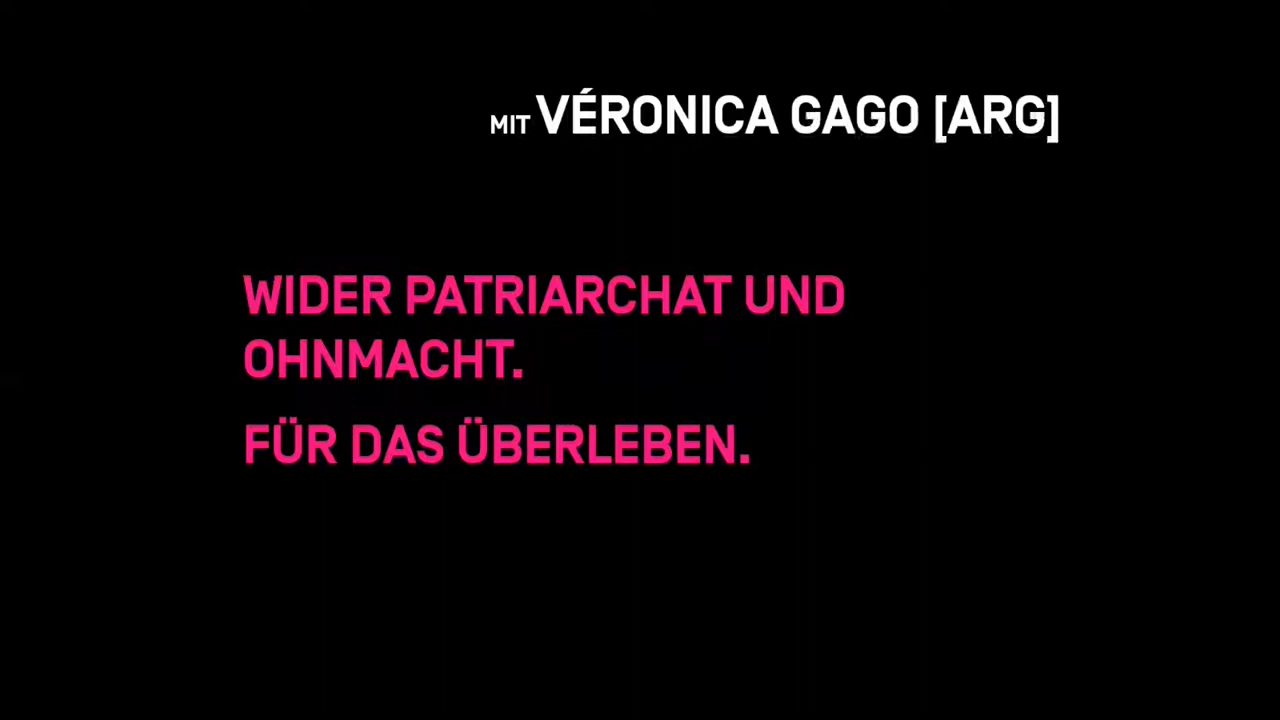 MIT VÉRONICA GAGO [ARG]
WIDER PATRIARCHAT UND
OHNMACHT.
FÜR DAS ÜBERLEBEN.